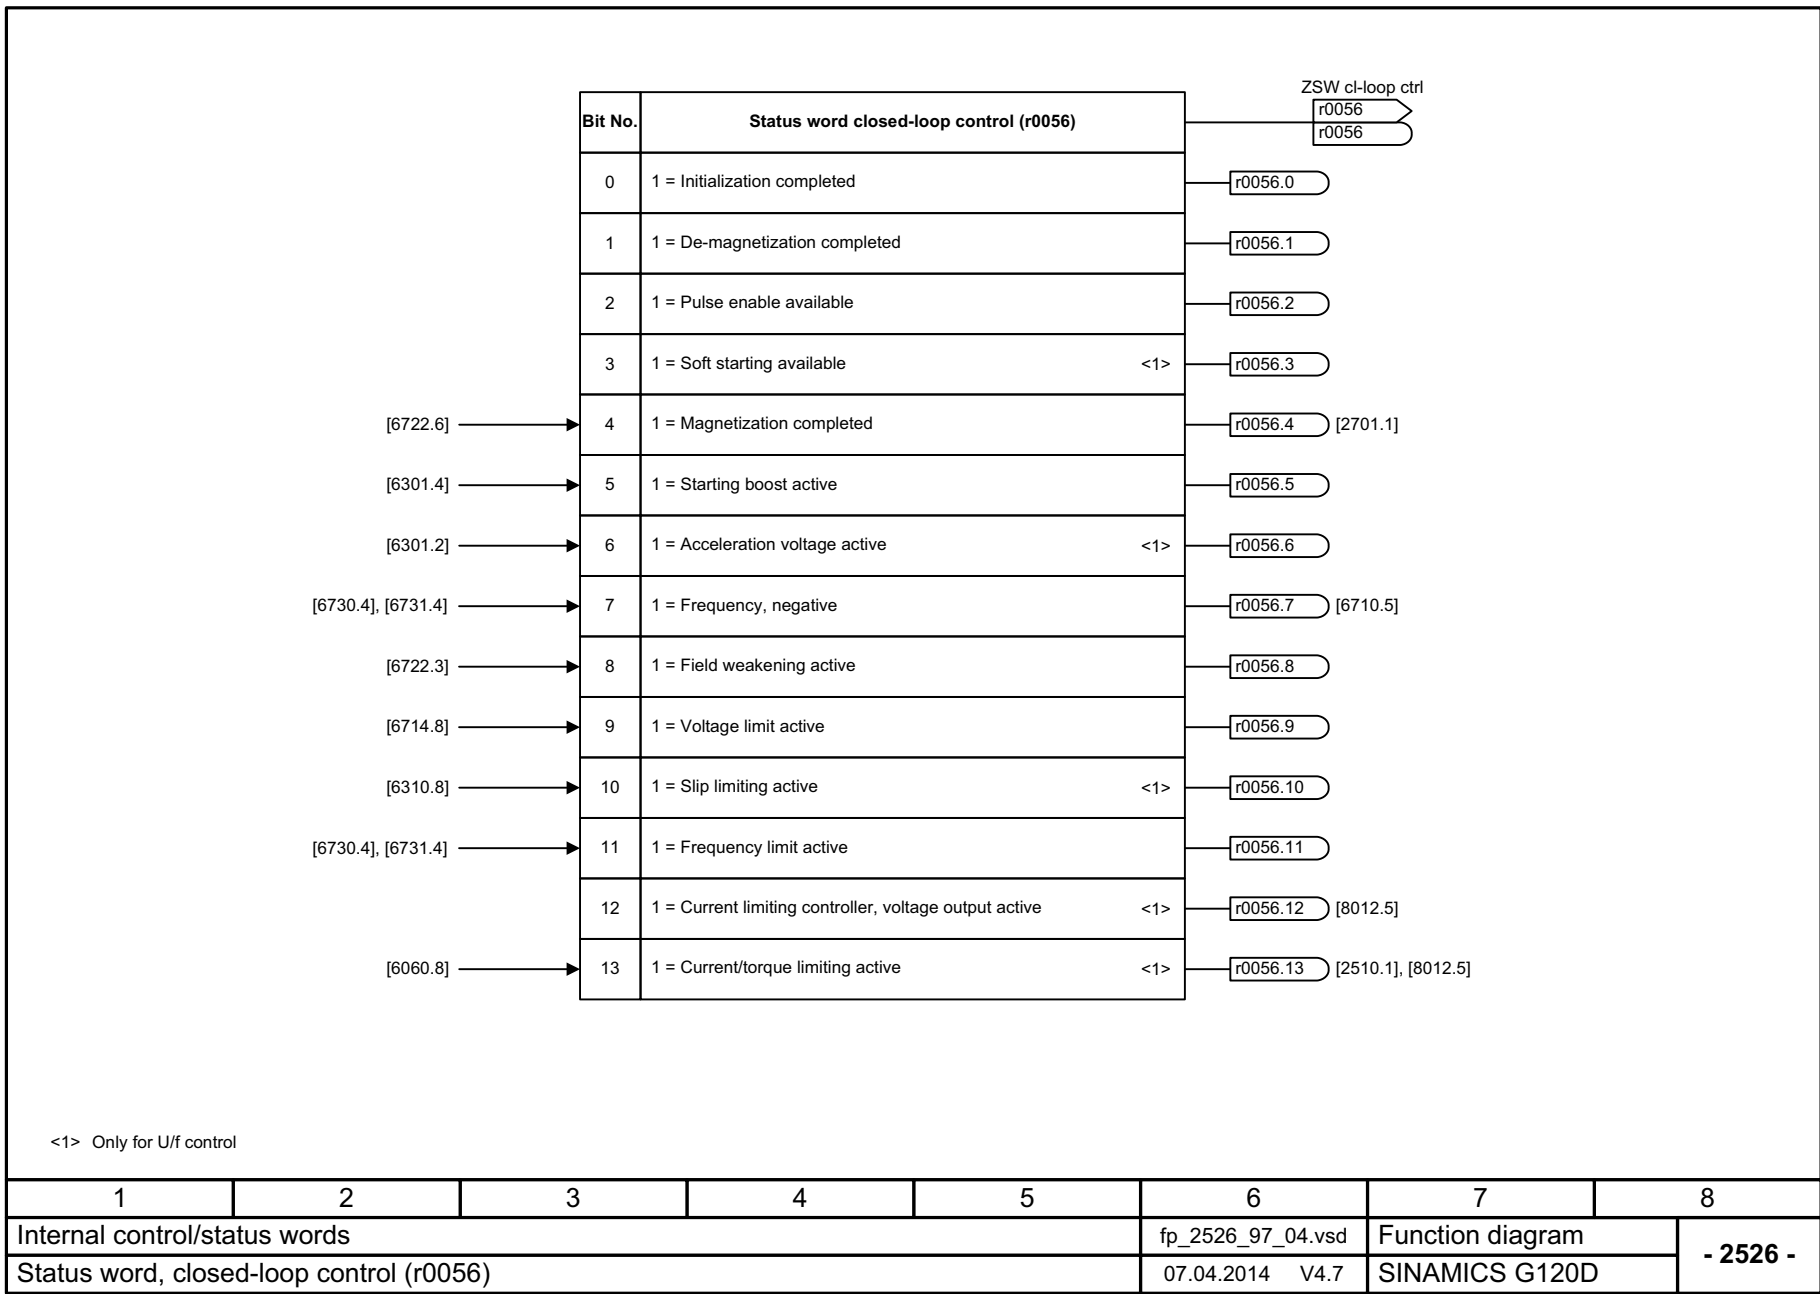 ZSW cl-loop ctrl
Bit No. Status word closed-loop control (r0056) r0056
r0056
0 1 = Initialization completed r0056.0
1 1 = De-magnetization completed r0056.1
2 1 = Pulse enable available r0056.2
3 1 = Soft starting available <1> r0056.3
[6722.6] 4 1 = Magnetization completed r0056.4 [2701.1]
[6301.4] 5 1 = Starting boost active r0056.5
[6301.2] 6 1 = Acceleration voltage active <1> r0056.6
[6730.4], [6731.4] 7 1 = Frequency, negative r0056.7 [6710.5]
[6722.3] 8 1 = Field weakening active r0056.8
[6714.8] 9 1 = Voltage limit active r0056.9
[6310.8] 10 1 = Slip limiting active <1> r0056.10
[6730.4], [6731.4] 11 1 = Frequency limit active r0056.11
12 1 = Current limiting controller, voltage output active <1> r0056.12 [8012.5]
[6060.8] 13 1 = Current/torque limiting active <1> r0056.13 [2510.1], [8012.5]
<1> Only for U/f control
1 2 3 4 5 6 7 8
Internal control/status words fp_2526_97_04.vsd Function diagram - 2526 -
Status word, closed-loop control (r0056) 07.04.2014 V4.7 SINAMICS G120D